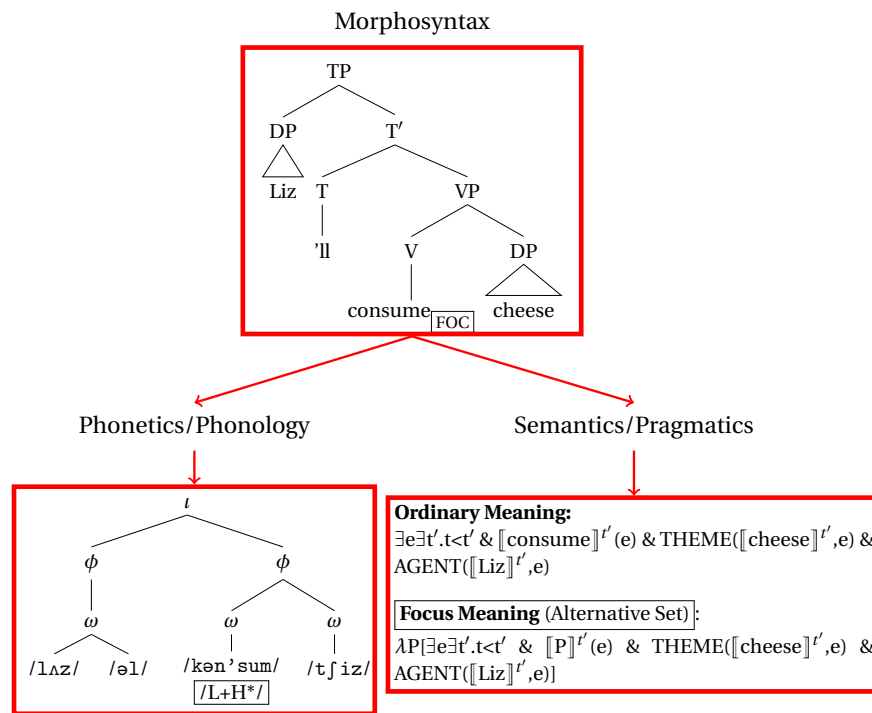 Morphosyntax
TP
DP T′
Liz T VP
'll V DP
consume FOC cheese
Phonetics/Phonology Semantics/Pragmatics
ι
ϕ ϕ
ω ω ω
/lʌz/ /əl/ /kən'sum/ /tʃiz/
/L+H*/
Ordinary Meaning:
∃e∃t′.t<t′ & ⟦consume⟧^t′(e) & THEME(⟦cheese⟧^t′,e) &
AGENT(⟦Liz⟧^t′,e)
Focus Meaning (Alternative Set):
λP[∃e∃t′.t<t′ & ⟦P⟧^t′(e) & THEME(⟦cheese⟧^t′,e) &
AGENT(⟦Liz⟧^t′,e)]